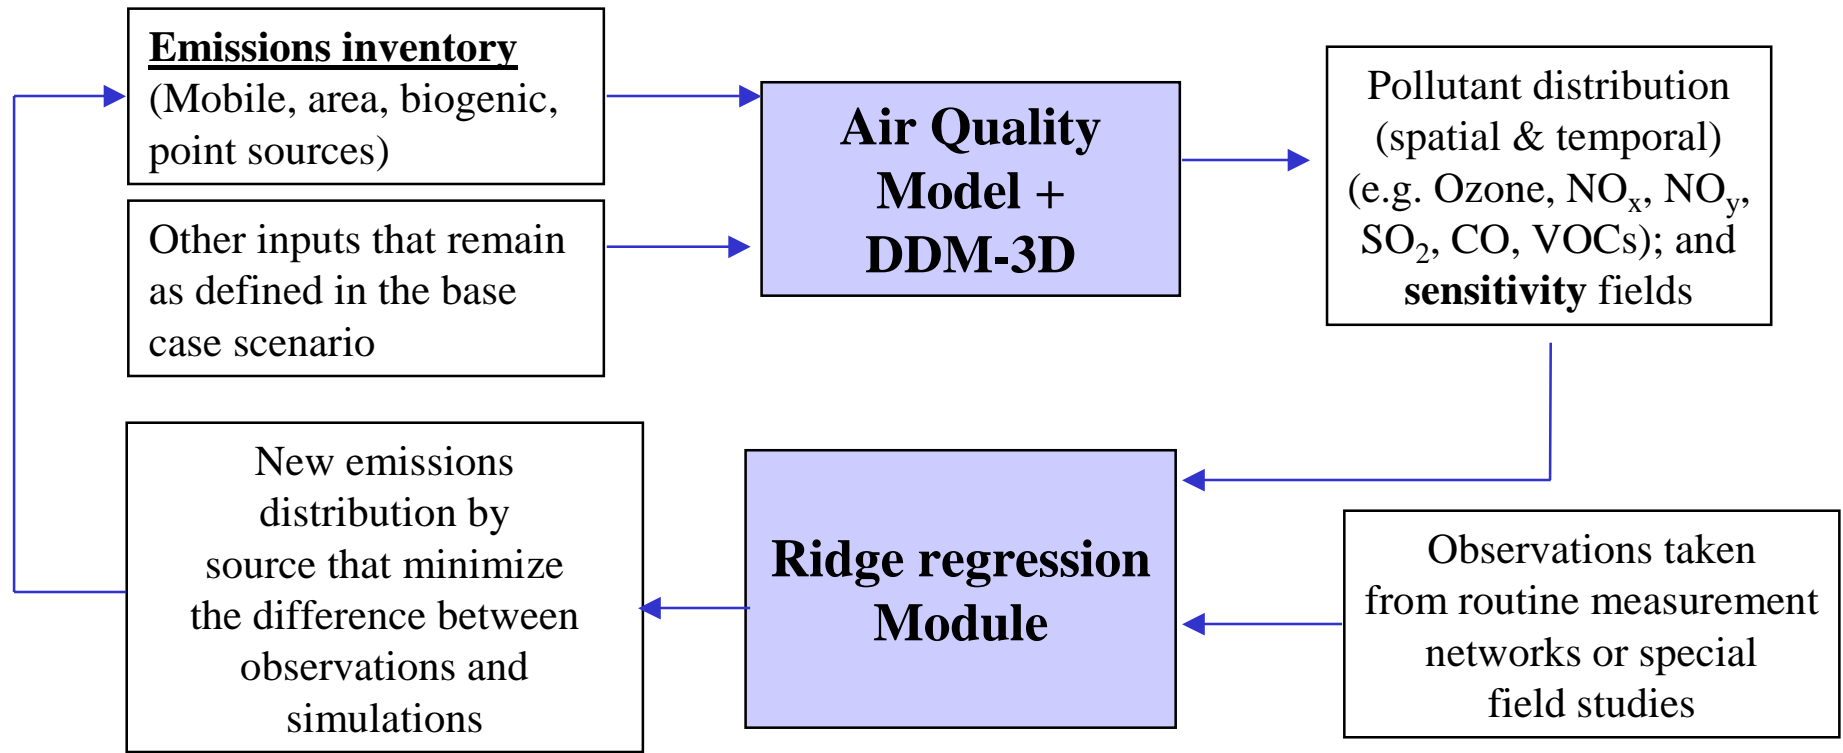 Emissions inventory
(Mobile, area, biogenic,
point sources)
Other inputs that remain
as defined in the base
case scenario
Air Quality
Model +
DDM-3D
Pollutant distribution
(spatial & temporal)
(e.g. Ozone, NOx, NOy,
SO2, CO, VOCs); and
sensitivity fields
New emissions
distribution by
source that minimize
the difference between
observations and
simulations
Ridge regression
Module
Observations taken
from routine measurement
networks or special
field studies